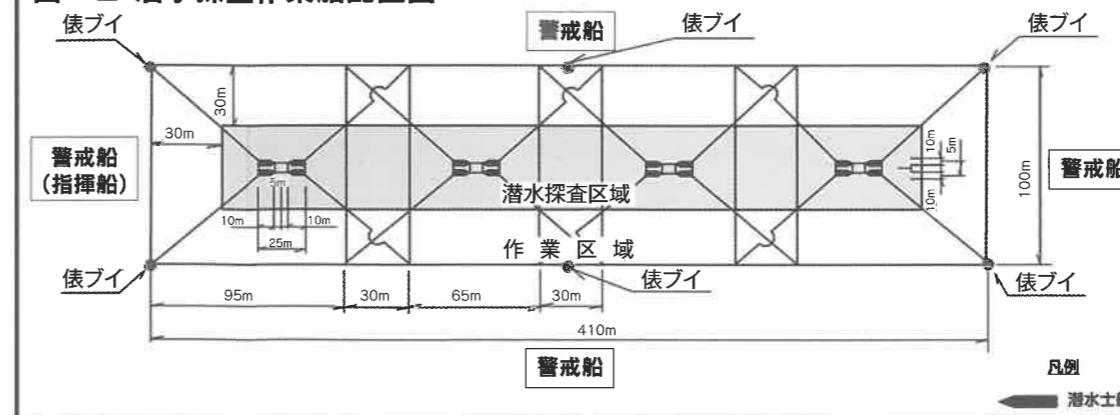 俵ブイ
警戒船
俵ブイ
俵ブイ
30m
30m
警戒船
(指揮船)
5m
10m
10m
25m
潜水探査区域
作業区域
10m
5m
10m
100m
警戒船
俵ブイ
俵ブイ
俵ブイ
95m
30m
65m
30m
410m
警戒船
凡例
潜水士